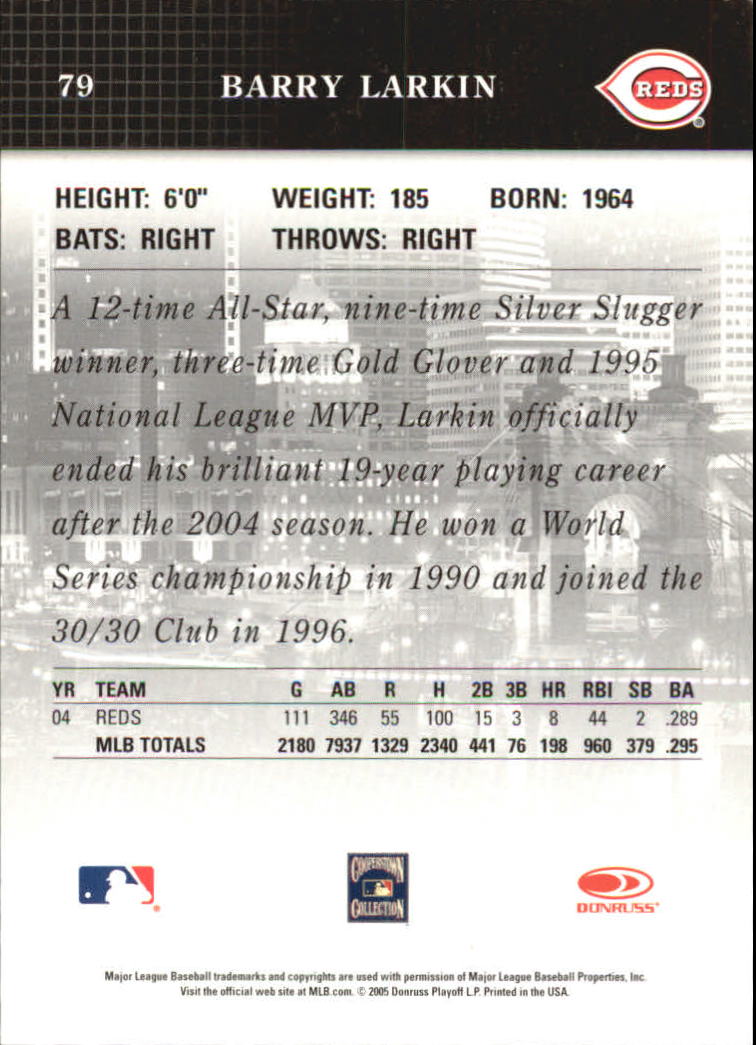 79 BARRY LARKIN REDS
HEIGHT: 6'0" WEIGHT: 185 BORN: 1964
BATS: RIGHT THROWS: RIGHT
A 12-time All-Star, nine-time Silver Slugger
winner, three-time Gold Glover and 1995
National League MVP, Larkin officially
ended his brilliant 19-year playing career
after the 2004 season. He won a World
Series championship in 1990 and joined the
30/30 Club in 1996.
YR TEAM G AB R H 2B 3B HR RBI SB BA
04 REDS 111 346 55 100 15 3 8 44 2 .289
MLB TOTALS 2180 7937 1329 2340 441 76 198 960 379 .295
COOPERSTOWN
COLLECTION
DONRUSS
Major League Baseball trademarks and copyrights are used with permission of Major League Baseball Properties, Inc.
Visit the official web site at MLB.com. © 2005 Donruss Playoff L.P. Printed in the USA.